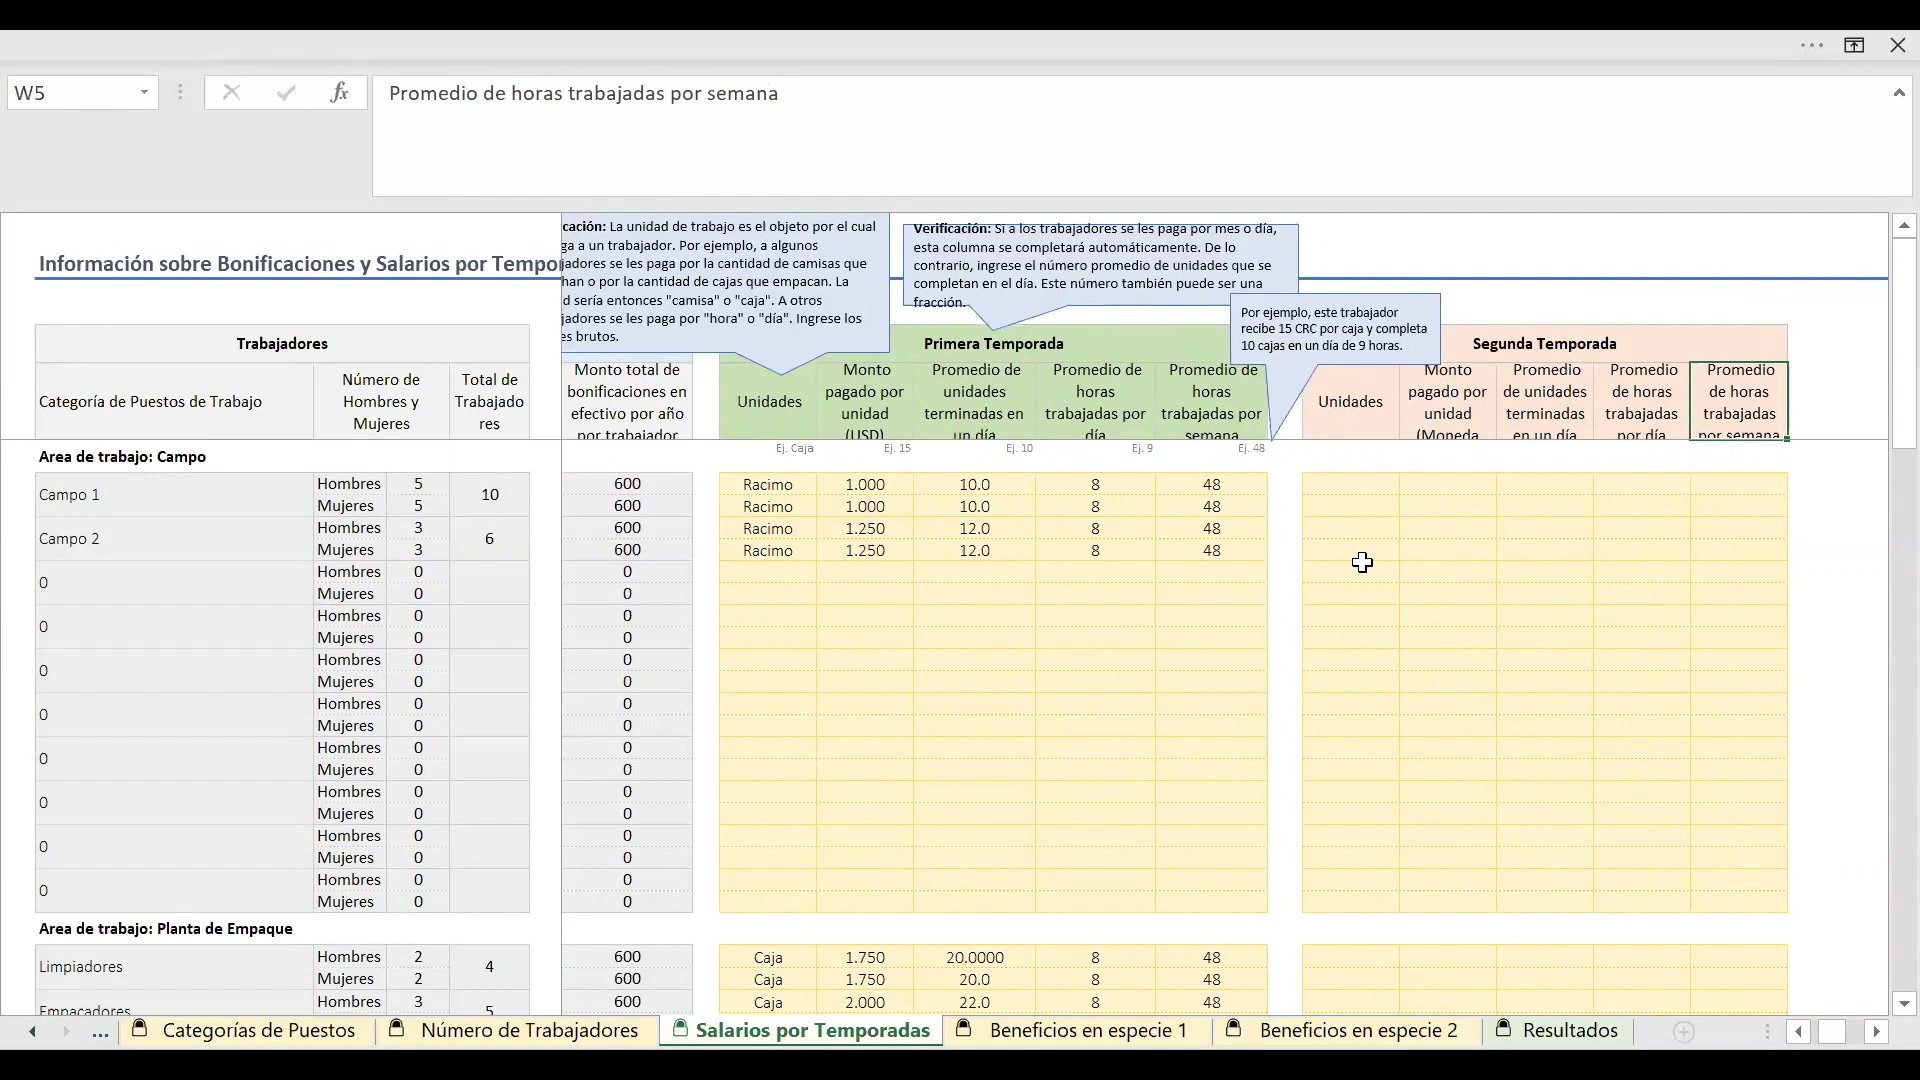 W5
fx
Promedio de horas trabajadas por semana
Información sobre Bonificaciones y Salarios por Tempo
cación: La unidad de trabajo es el objeto por el cual
ga a un trabajador. Por ejemplo, a algunos
jadores se les paga por la cantidad de camisas que
han o por la cantidad de cajas que empacan. La
d sería entonces "camisa" o "caja". A otros
jadores se les paga por "hora" o "día". Ingrese los
es brutos.
Verificación: Si a los trabajadores se les paga por mes o día,
esta columna se completará automáticamente. De lo
contrario, ingrese el número promedio de unidades que se
completan en el día. Este número también puede ser una
fracción.
Por ejemplo, este trabajador
recibe 15 CRC por caja y completa
10 cajas en un día de 9 horas.
Trabajadores
Primera Temporada
Segunda Temporada
Categoría de Puestos de Trabajo
Número de
Hombres y
Mujeres
Total de
Trabajado
res
Monto total de
bonificaciones en
efectivo por año
por trabajador
Unidades
Monto
pagado por
unidad
(USD)
Promedio de
unidades
terminadas en
un día
Promedio de
horas
trabajadas por
día
Promedio de
horas
trabajadas por
semana
Unidades
Monto
pagado por
unidad
(Moneda
Promedio
de unidades
terminadas
en un día
Promedio
de horas
trabajadas
por día
Promedio
de horas
trabajadas
por semana
Ej. Caja Ej. 15 Ej. 10 Ej. 9 Ej. 48
Area de trabajo: Campo
Campo 1 10
Hombres 5 600 Racimo 1.000 10.0 8 48
Mujeres 5 600 Racimo 1.000 10.0 8 48
Campo 2 6
Hombres 3 600 Racimo 1.250 12.0 8 48
Mujeres 3 600 Racimo 1.250 12.0 8 48
0
Hombres 0 0
Mujeres 0 0
0
Hombres 0 0
Mujeres 0 0
0
Hombres 0 0
Mujeres 0 0
0
Hombres 0 0
Mujeres 0 0
0
Hombres 0 0
Mujeres 0 0
0
Hombres 0 0
Mujeres 0 0
0
Hombres 0 0
Mujeres 0 0
0
Hombres 0 0
Mujeres 0 0
Area de trabajo: Planta de Empaque
Limpiadores 4
Hombres 2 600 Caja 1.750 20.0000 8 48
Mujeres 2 600 Caja 1.750 20.0 8 48
Empacadores 5
Hombres 3 600 Caja 2.000 22.0 8 48
... Categorías de Puestos Número de Trabajadores Salarios por Temporadas Beneficios en especie 1 Beneficios en especie 2 Resultados